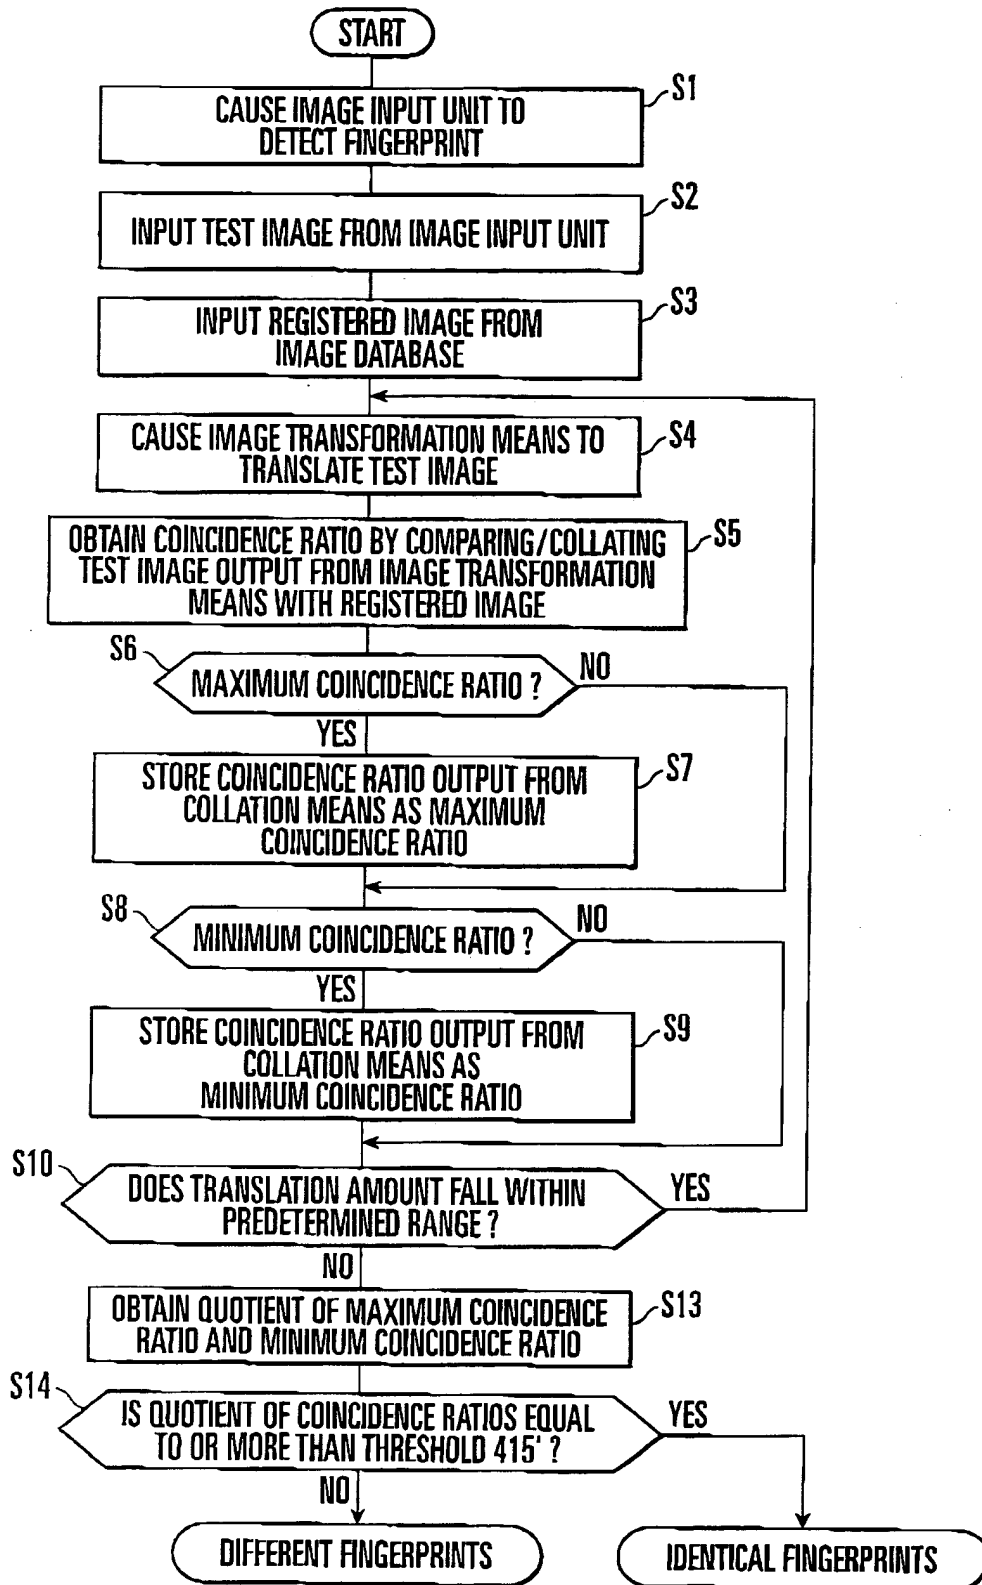 START
S1
CAUSE IMAGE INPUT UNIT TO
DETECT FINGERPRINT
S2
INPUT TEST IMAGE FROM IMAGE INPUT UNIT
S3
INPUT REGISTERED IMAGE FROM
IMAGE DATABASE
S4
CAUSE IMAGE TRANSFORMATION MEANS TO
TRANSLATE TEST IMAGE
S5
OBTAIN COINCIDENCE RATIO BY COMPARING/COLLATING
TEST IMAGE OUTPUT FROM IMAGE TRANSFORMATION
MEANS WITH REGISTERED IMAGE
S6
MAXIMUM COINCIDENCE RATIO ?
NO
YES
S7
STORE COINCIDENCE RATIO OUTPUT FROM
COLLATION MEANS AS MAXIMUM
COINCIDENCE RATIO
S8
MINIMUM COINCIDENCE RATIO ?
NO
YES
S9
STORE COINCIDENCE RATIO OUTPUT FROM
COLLATION MEANS AS
MINIMUM COINCIDENCE RATIO
S10
DOES TRANSLATION AMOUNT FALL WITHIN
PREDETERMINED RANGE ?
YES
NO
S13
OBTAIN QUOTIENT OF MAXIMUM COINCIDENCE
RATIO AND MINIMUM COINCIDENCE RATIO
S14
IS QUOTIENT OF COINCIDENCE RATIOS EQUAL
TO OR MORE THAN THRESHOLD 415' ?
YES
NO
DIFFERENT FINGERPRINTS
IDENTICAL FINGERPRINTS